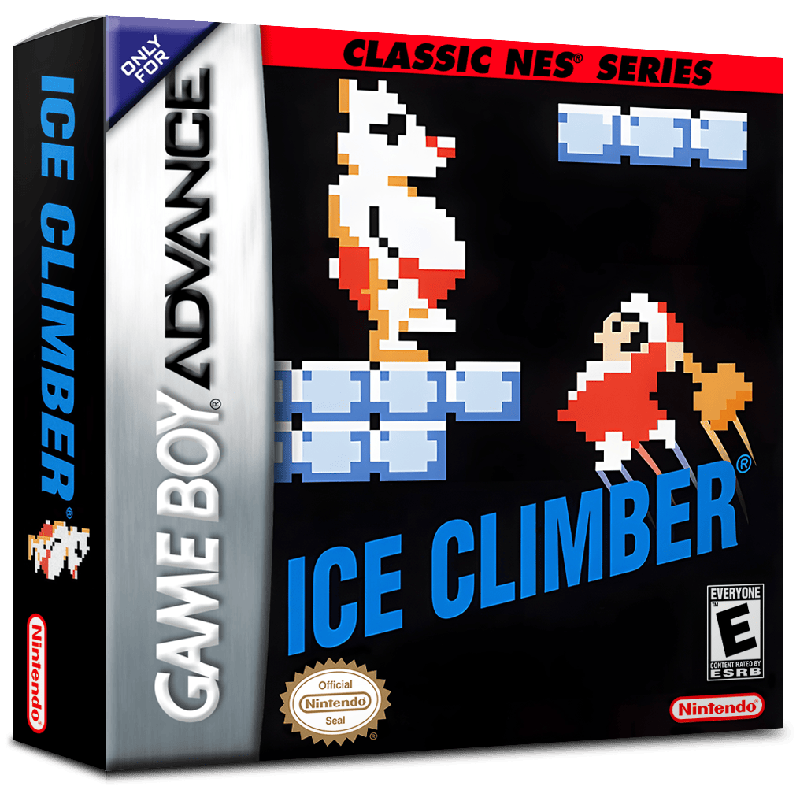 ICE CLIMBER®
Nintendo®
ONLY
FOR
GAME BOY ADVANCE
®
CLASSIC NES® SERIES
ICE CLIMBER®
Official
Nintendo
Seal
®
EVERYONE
E
™
CONTENT RATED BY
ESRB
Nintendo®